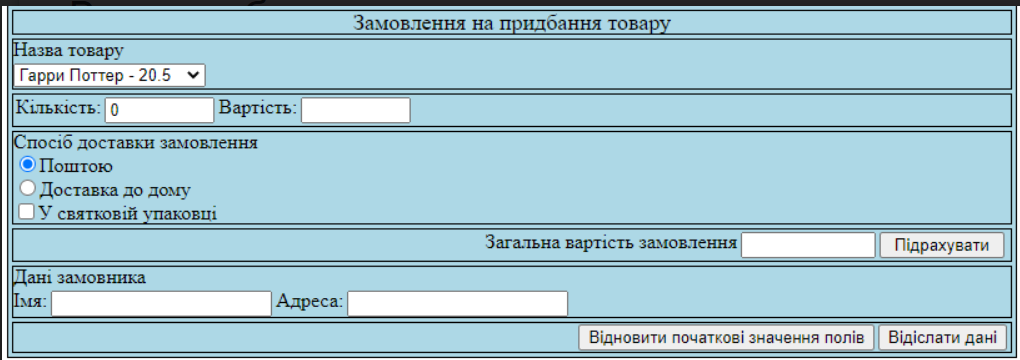 Замовлення на придбання товару
Назва товару
Гарри Поттер - 20.5
Кількість: 0 Вартість:
Спосіб доставки замовлення
Поштою
Доставка до дому
У святковій упаковці
Загальна вартість замовлення Підрахувати
Дані замовника
Імя: Адреса:
Відновити початкові значення полів Відіслати дані